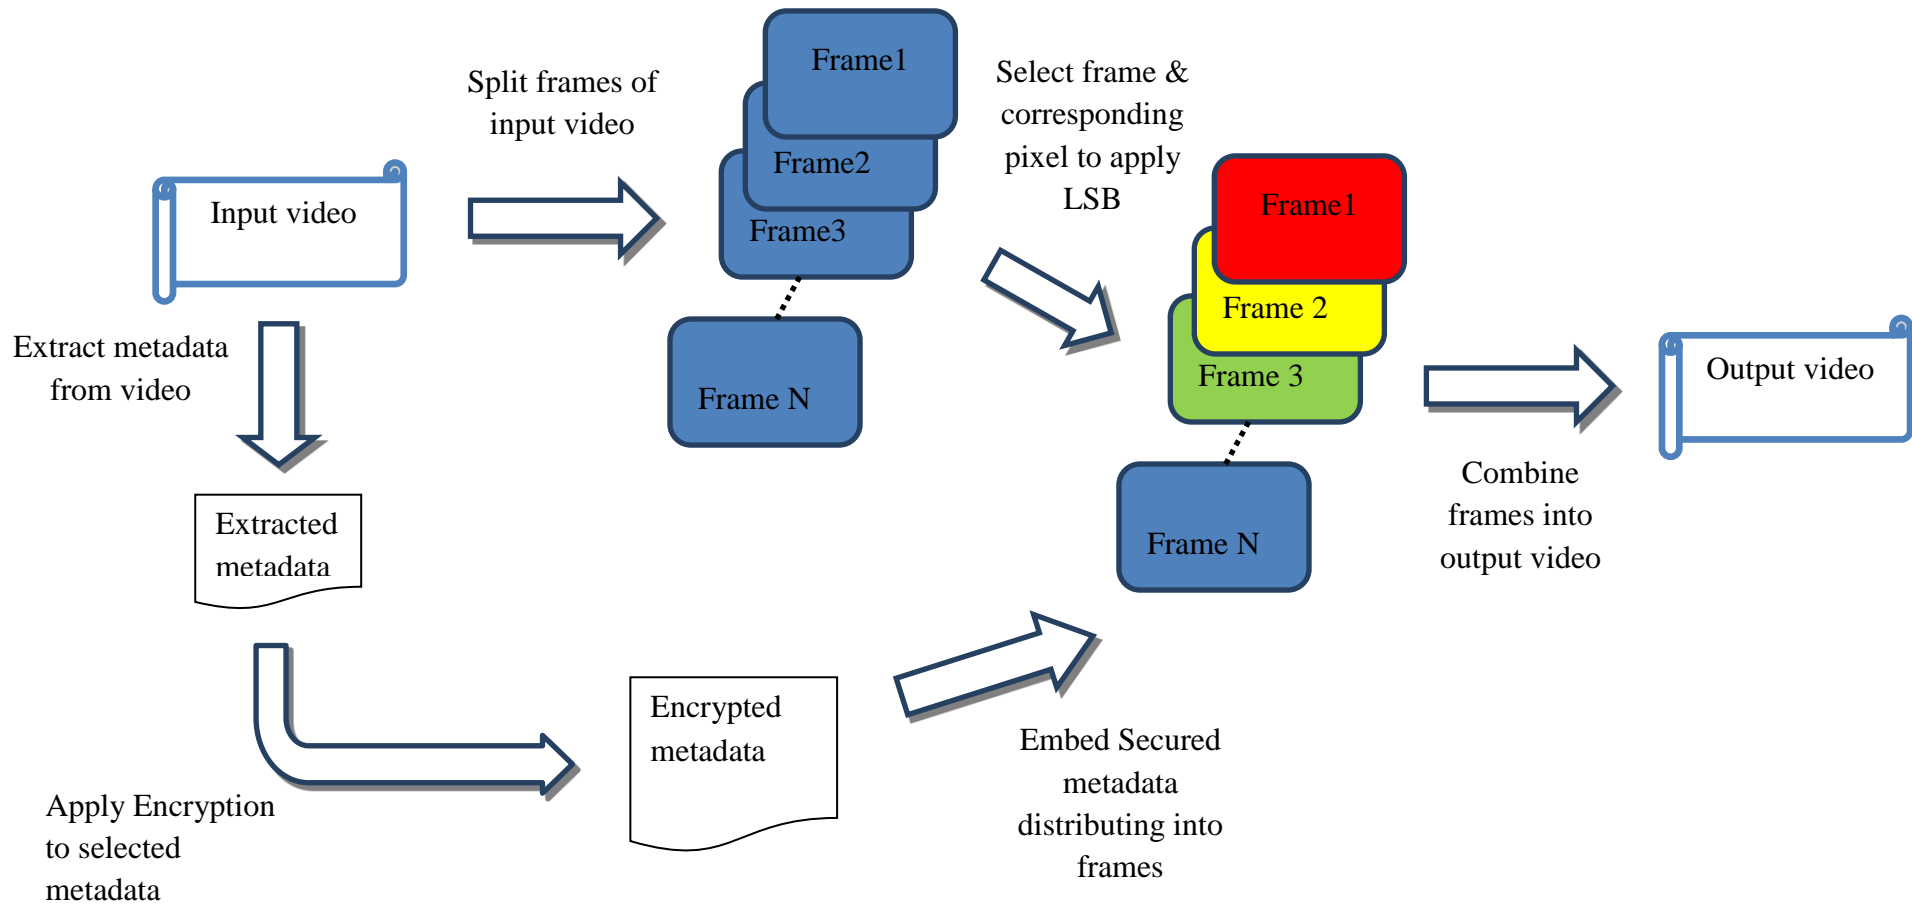 Input video
Split frames of
input video
Frame1
Frame2
Frame3
Frame N
Select frame &
corresponding
pixel to apply
LSB
Frame1
Frame 2
Frame 3
Frame N
Combine
frames into
output video
Output video
Extract metadata
from video
Extracted
metadata
Apply Encryption
to selected
metadata
Encrypted
metadata
Embed Secured
metadata
distributing into
frames